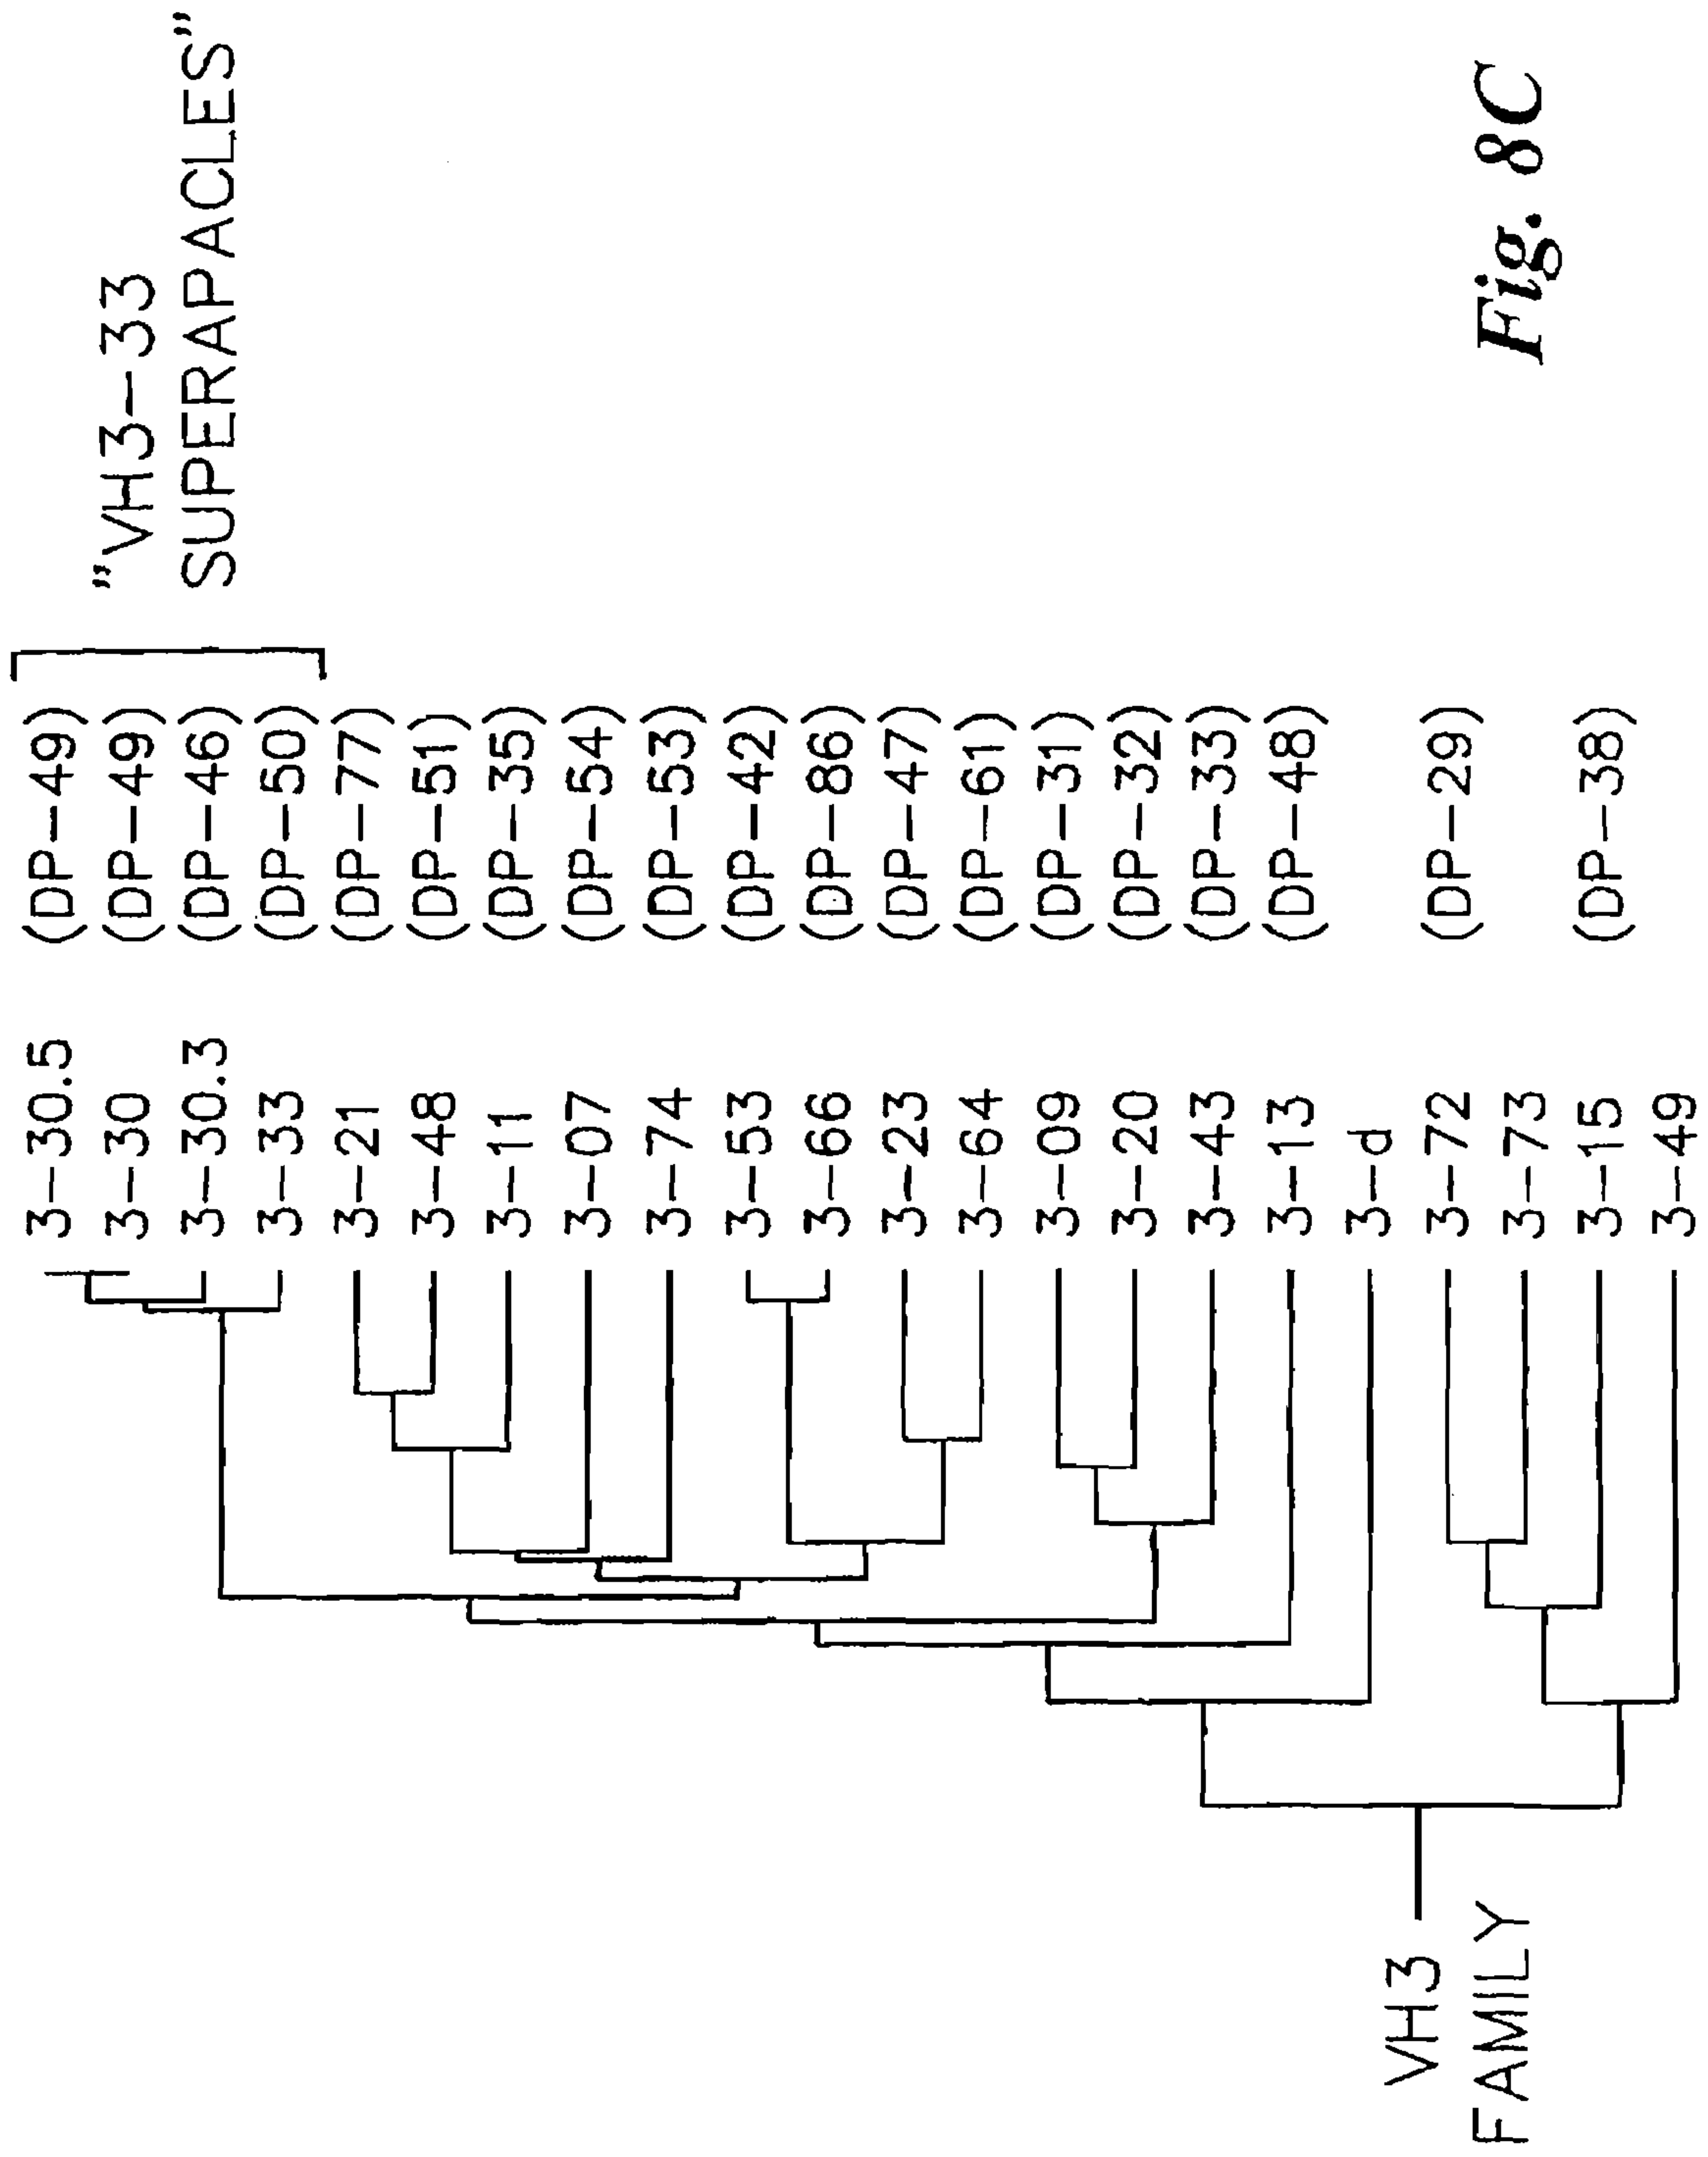 3-30.5 (DP-49)
3-30 (DP-49)
3-30.3 (DP-46)
3-33 (DP-50)
"VH3-33
SUPERAPACLES"
3-21 (DP-77)
3-48 (DP-51)
3-11 (DP-35)
3-07 (DP-54)
3-74 (DP-53)
3-53 (DP-42)
3-66 (DP-86)
3-23 (DP-47)
3-64 (DP-61)
3-09 (DP-31)
3-20 (DP-32)
3-43 (DP-33)
3-13 (DP-48)
3-d
3-72 (DP-29)
3-73
3-15 (DP-38)
3-49
VH3
FAMILY
Fig. 8C